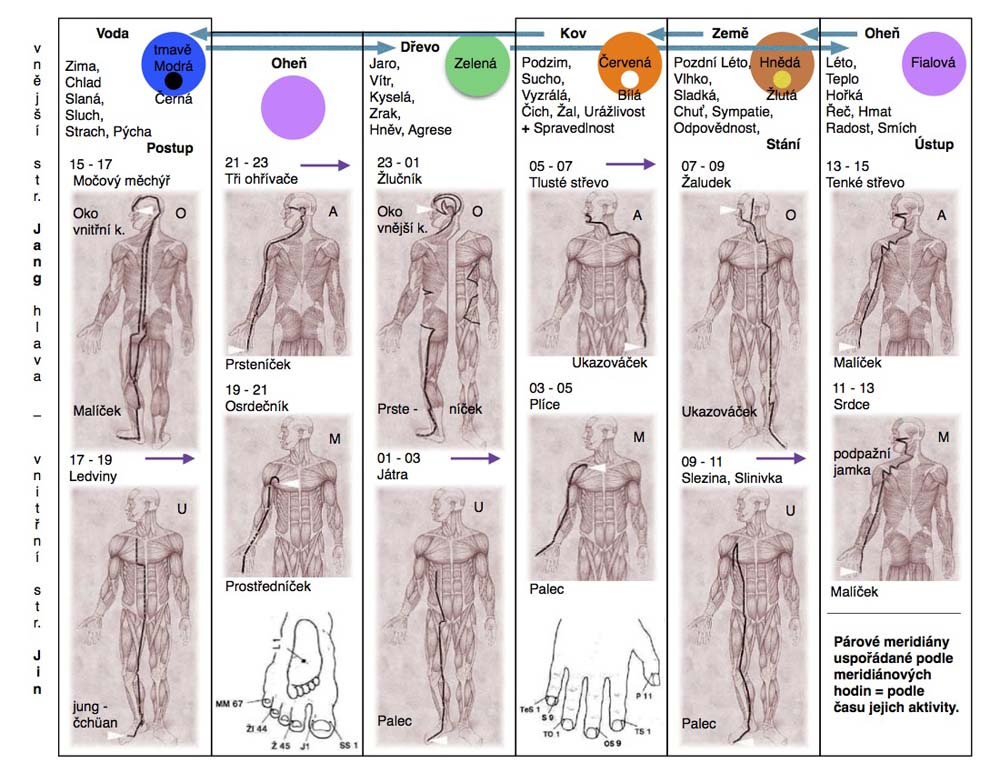 vnější str. Jang hlava – vnitřní str. Jin
Voda
tmavě
Modrá
Černá
Zima,
Chlad
Slaná,
Sluch,
Strach, Pýcha
Postup
15 - 17
Močový měchýř
Oko
vnitřní k.
O
Malíček
17 - 19
Ledviny
U
jung -
čchüan
Oheň
21 - 23
Tři ohřívače
A
Prsteníček
19 - 21
Osrdečník
M
Prostředníček
L1
MM 67
ŽI 44
Ž 45
J1
SS 1
Dřevo
Zelená
Jaro,
Vítr,
Kyselá,
Zrak,
Hněv, Agrese
23 - 01
Žlučník
Oko
vnější k.
O
Prste - níček
01 - 03
Játra
U
Palec
Kov
Červená
Bílá
Podzim,
Sucho,
Vyzrálá,
Čich, Žal, Urážlivost
+ Spravedlnost
05 - 07
Tlusté střevo
A
Ukazováček
03 - 05
Plíce
M
Palec
TeS 1
S 9
TO 1
OS 9
TS 1
P 11
Země
Hnědá
Žlutá
Pozdní Léto,
Vlhko,
Sladká,
Chuť, Sympatie,
Odpovědnost,
Stání
07 - 09
Žaludek
O
Ukazováček
09 - 11
Slezina, Slinivka
U
Palec
Oheň
Fialová
Léto,
Teplo
Hořká
Řeč, Hmat
Radost, Smích
Ústup
13 - 15
Tenké střevo
A
Malíček
11 - 13
Srdce
M
podpažní
jamka
Malíček
Párové meridiány
uspořádané podle
meridiánových
hodin = podle
času jejich aktivity.